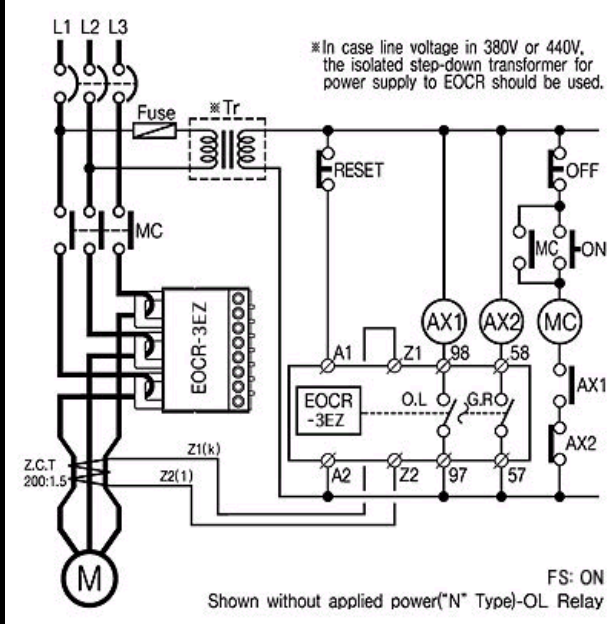 L1 L2 L3
※In case line voltage in 380V or 440V,
the isolated step-down transformer for
power supply to EOCR should be used.
Fuse
※Tr
RESET
OFF
MC
MC
ON
EOCR-3EZ
AX1
AX2
MC
A1
Z1
98
58
EOCR
-3EZ
O.L
G.R
AX1
AX2
A2
Z2
97
57
Z1(k)
Z.C.T
200:1.5
Z2(1)
M
FS: ON
Shown without applied power("N" Type)-OL Relay